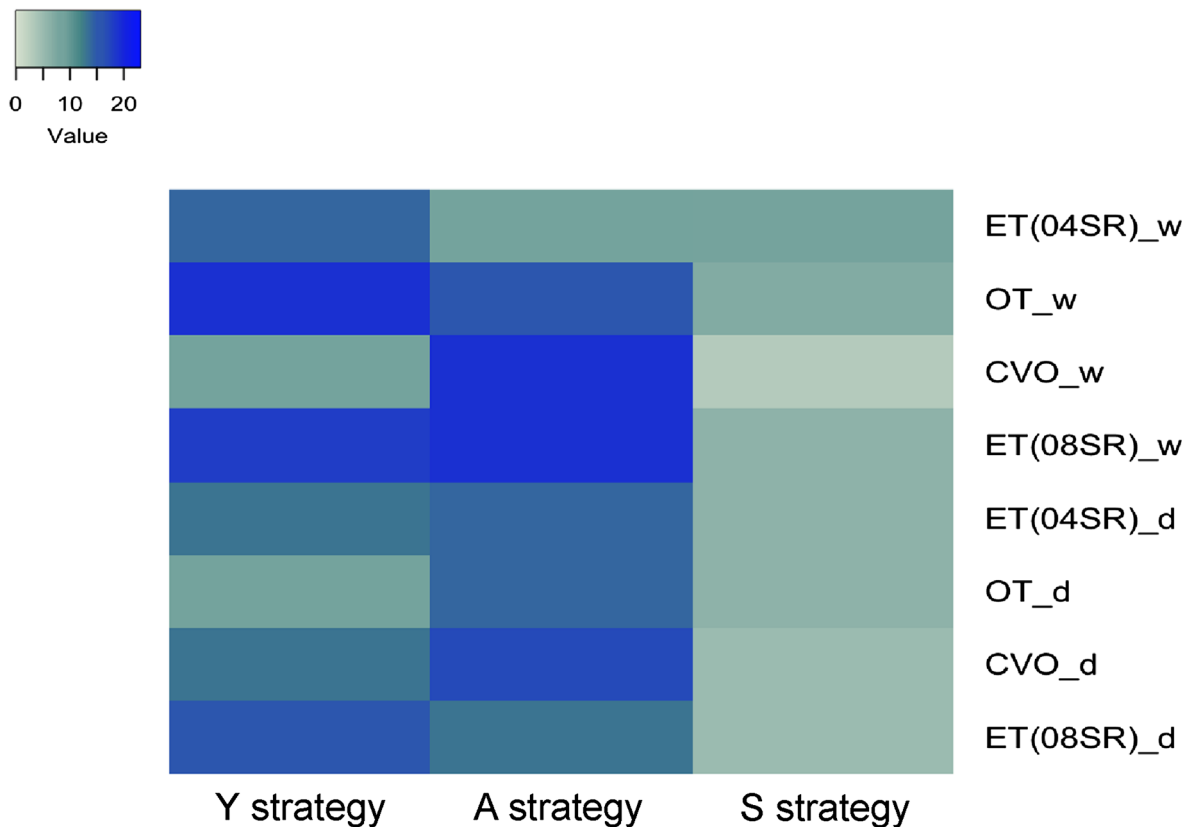 0 10 20
Value
ET(04SR)_w
OT_w
CVO_w
ET(08SR)_w
ET(04SR)_d
OT_d
CVO_d
ET(08SR)_d
Y strategy A strategy S strategy